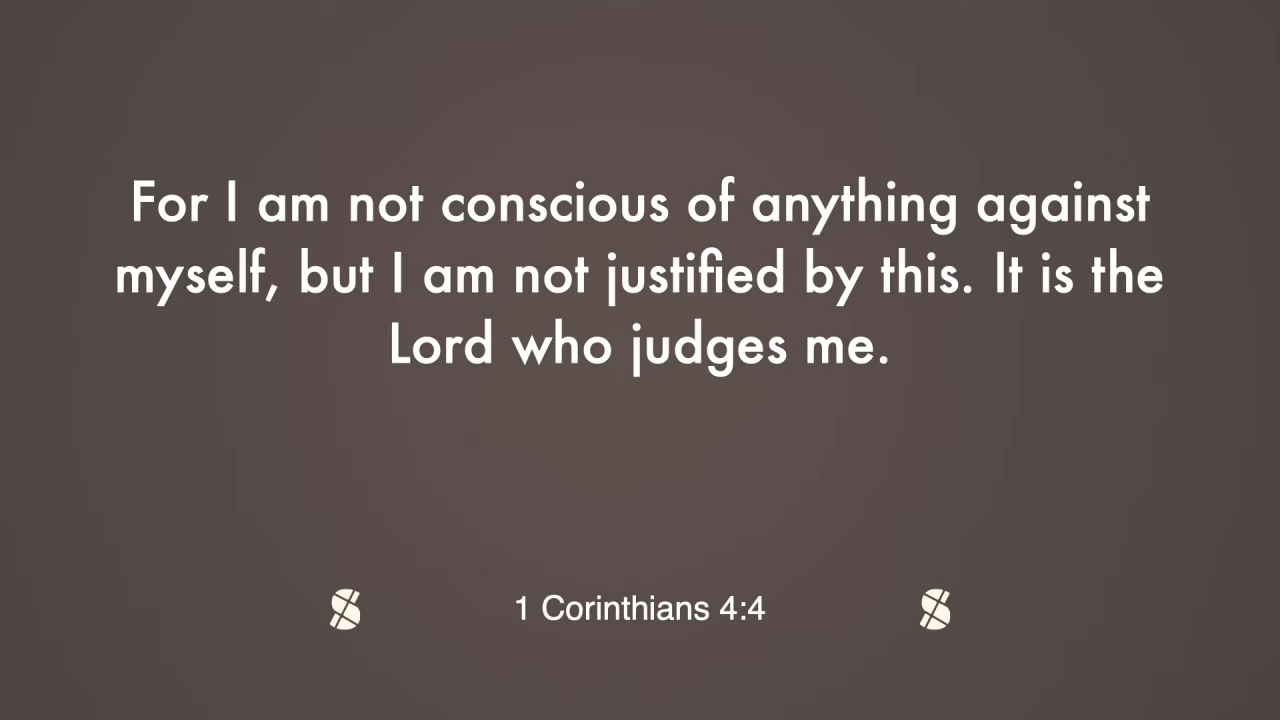 For I am not conscious of anything against
myself, but I am not justified by this. It is the
Lord who judges me.
1 Corinthians 4:4